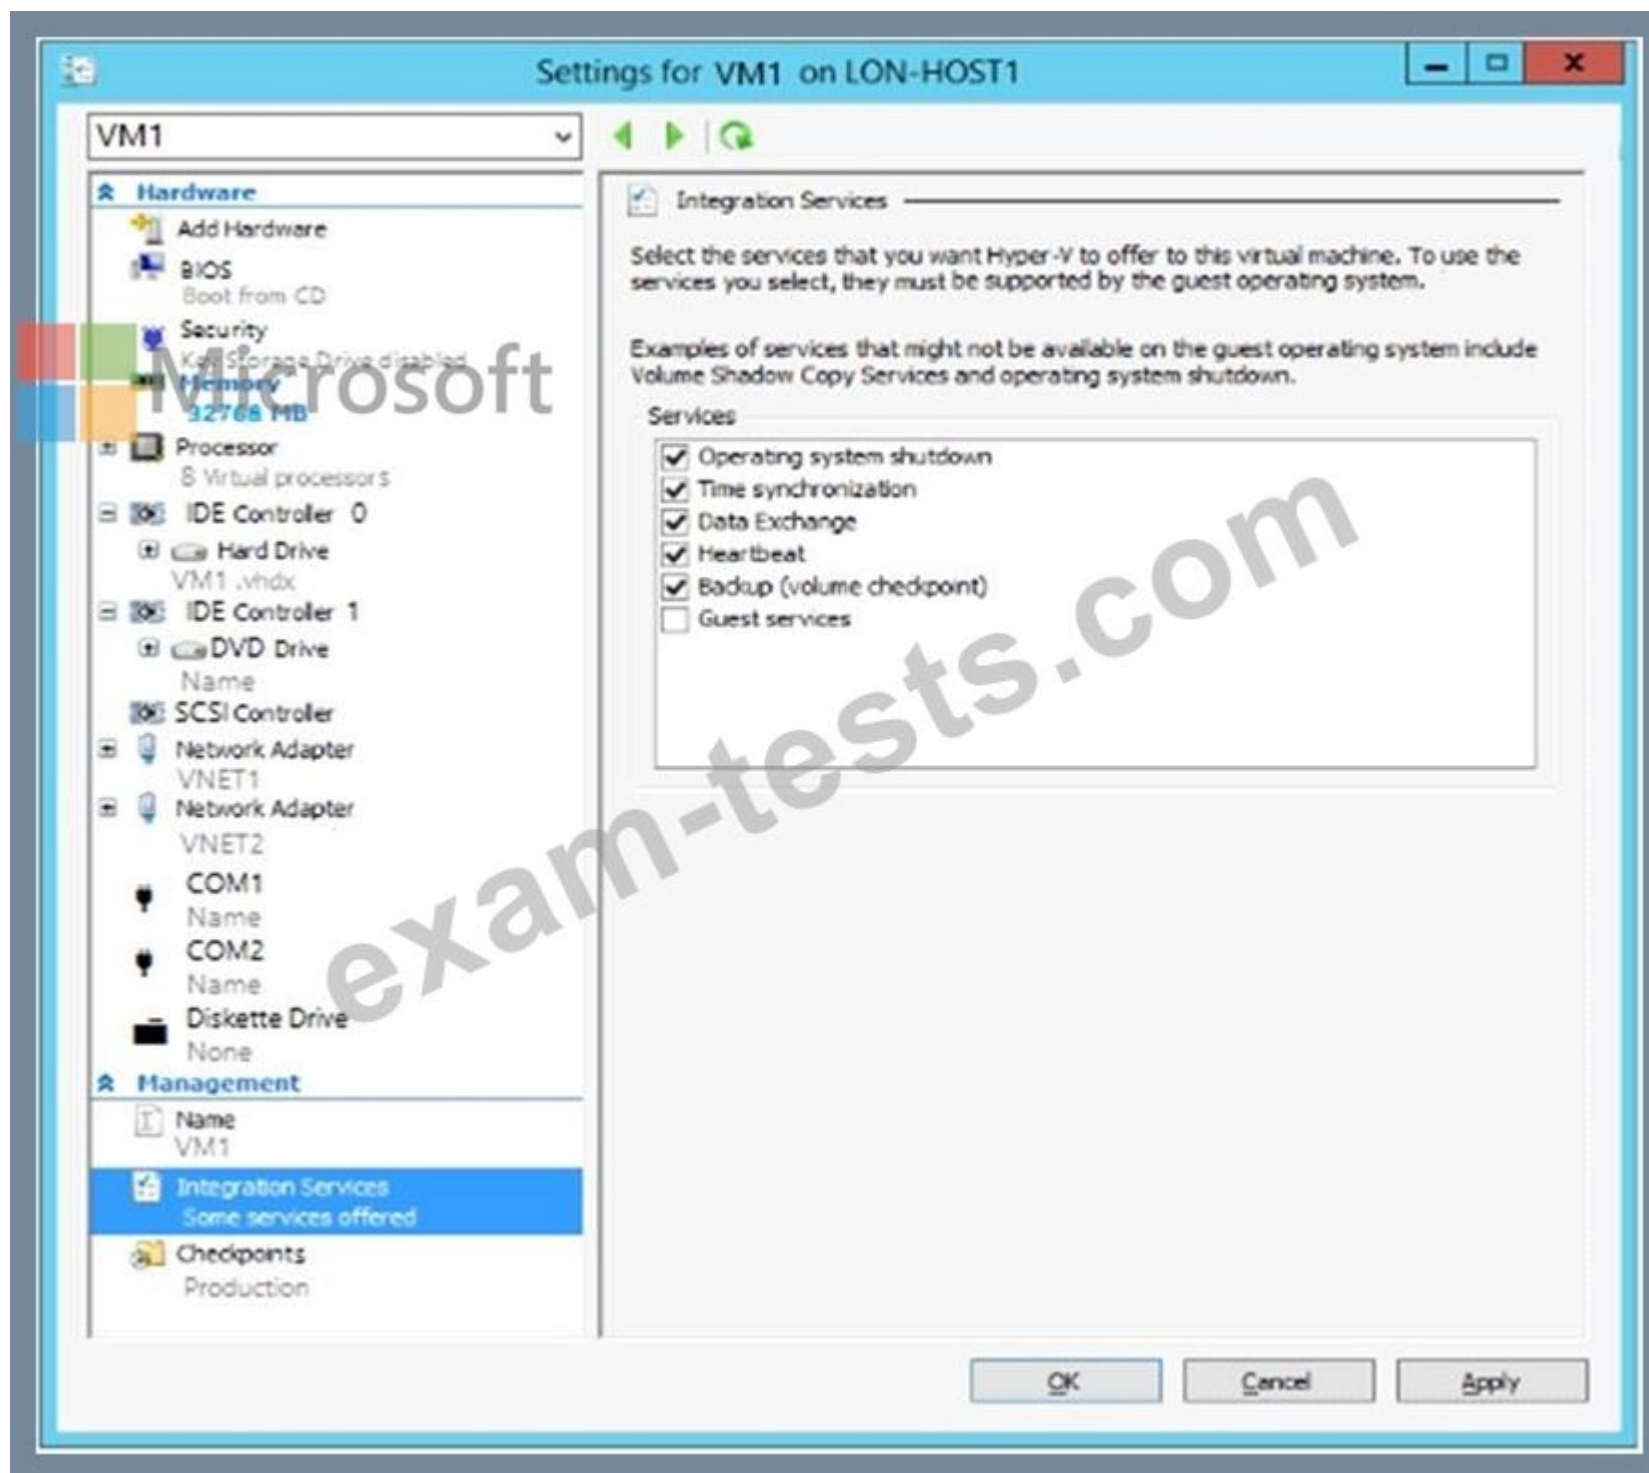 Settings for VM1 on LON-HOST1
VM1
Hardware
Add Hardware
BIOS
Boot from CD
Security
Key Storage Drive disabled
Memory
32768 MB
Processor
8 Virtual processors
IDE Controller 0
Hard Drive
VM1 .vhdx
IDE Controller 1
DVD Drive
Name
SCSI Controller
Network Adapter
VNET1
Network Adapter
VNET2
COM1
Name
COM2
Name
Diskette Drive
None
Management
Name
VM1
Integration Services
Some services offered
Checkpoints
Production
Integration Services
Select the services that you want Hyper-V to offer to this virtual machine. To use the
services you select, they must be supported by the guest operating system.
Examples of services that might not be available on the guest operating system include
Volume Shadow Copy Services and operating system shutdown.
Services
Operating system shutdown
Time synchronization
Data Exchange
Heartbeat
Backup (volume checkpoint)
Guest services
OK
Cancel
Apply
Microsoft
exam-tests.com